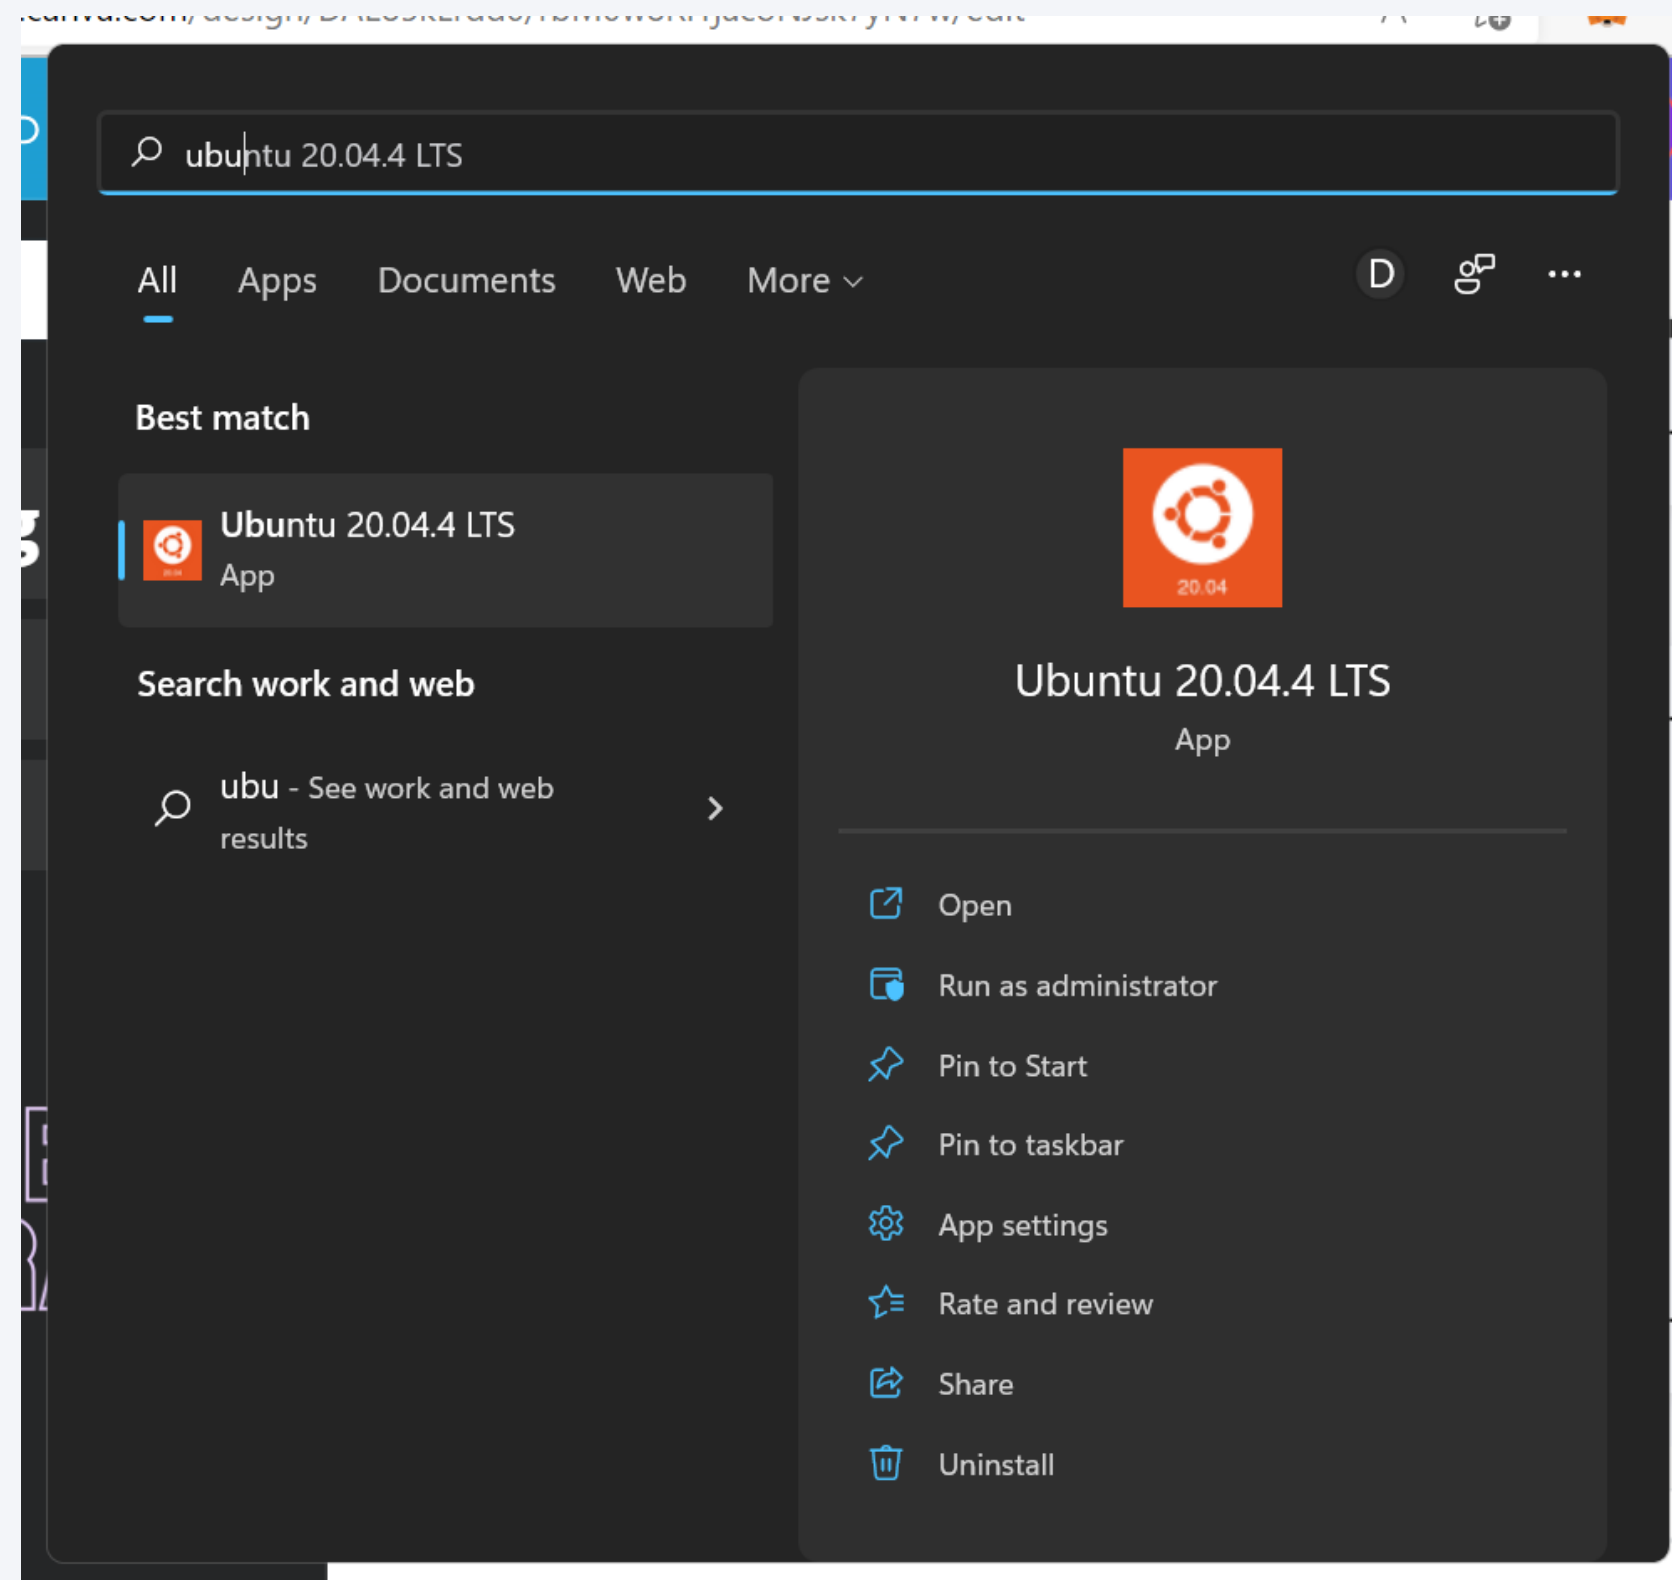 ubuntu 20.04.4 LTS
All Apps Documents Web More
D
Best match
Ubuntu 20.04.4 LTS
App
Search work and web
ubu - See work and web
results
20.04
Ubuntu 20.04.4 LTS
App
Open
Run as administrator
Pin to Start
Pin to taskbar
App settings
Rate and review
Share
Uninstall